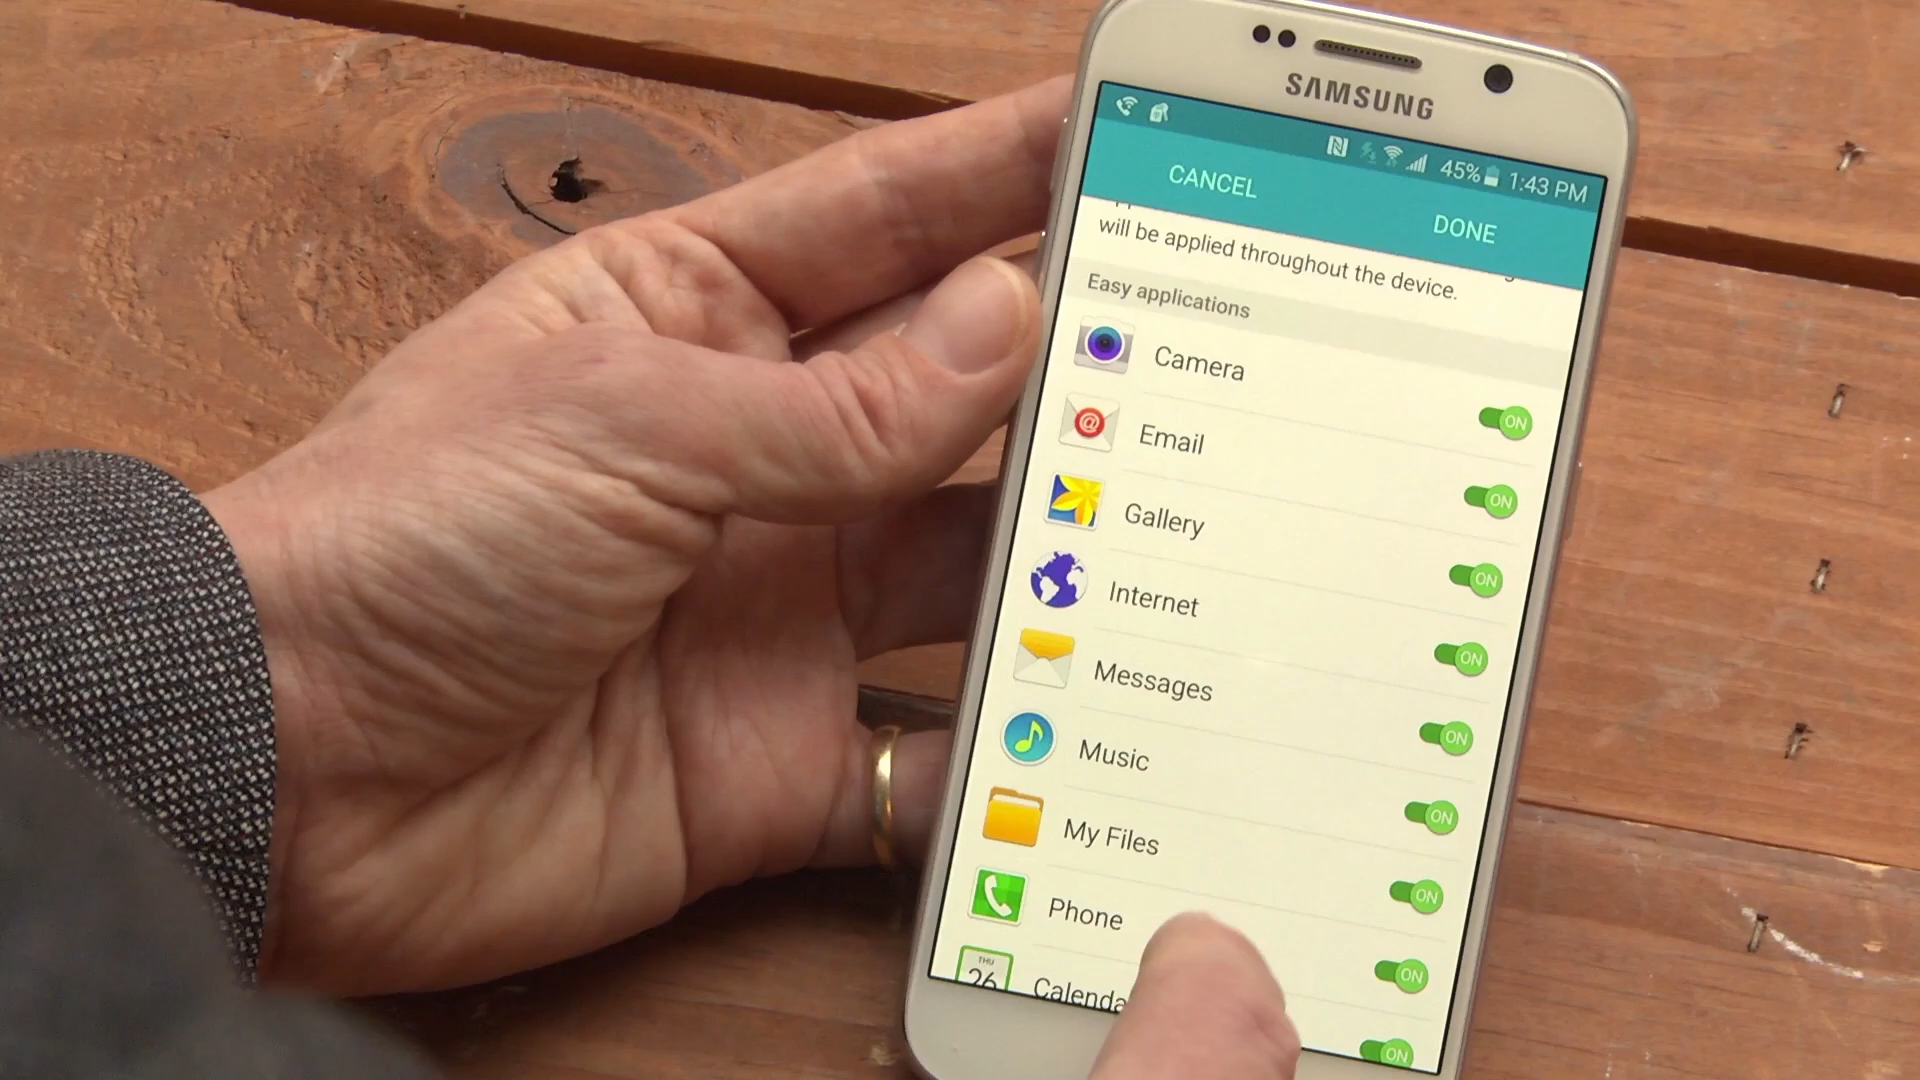 SAMSUNG
45% 1:43 PM
CANCEL DONE
will be applied throughout the device.
Easy applications
Camera ON
@
Email ON
Gallery ON
Internet ON
Messages ON
Music ON
My Files ON
Phone ON
THU
26
Calenda ON